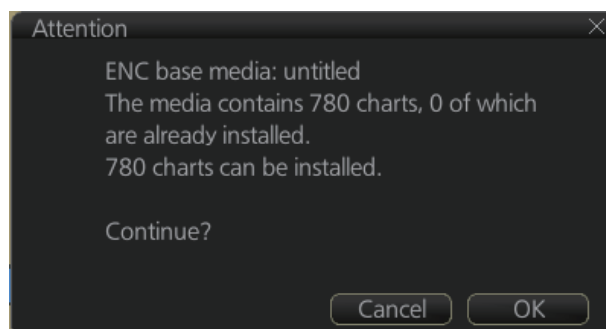 Attention
ENC base media: untitled
The media contains 780 charts, 0 of which
are already installed.
780 charts can be installed.
Continue?
Cancel OK